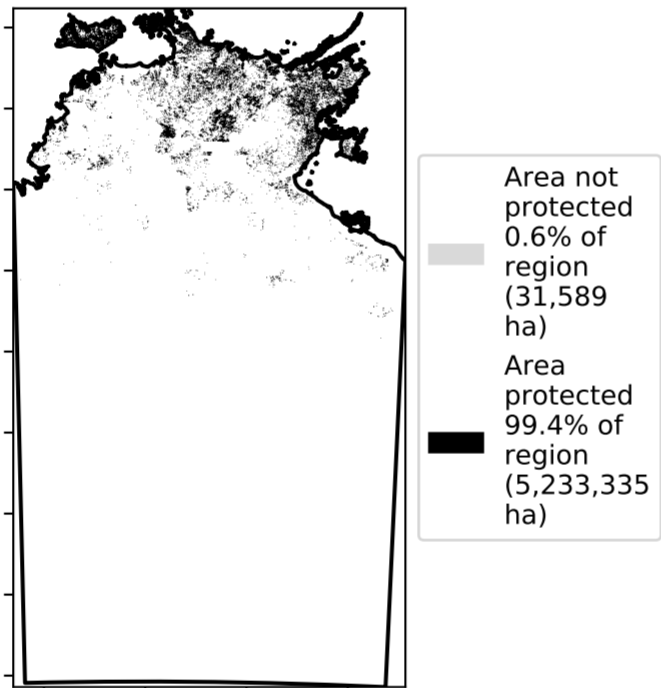 Area not
protected
0.6% of
region
(31,589
ha)
Area
protected
99.4% of
region
(5,233,335
ha)